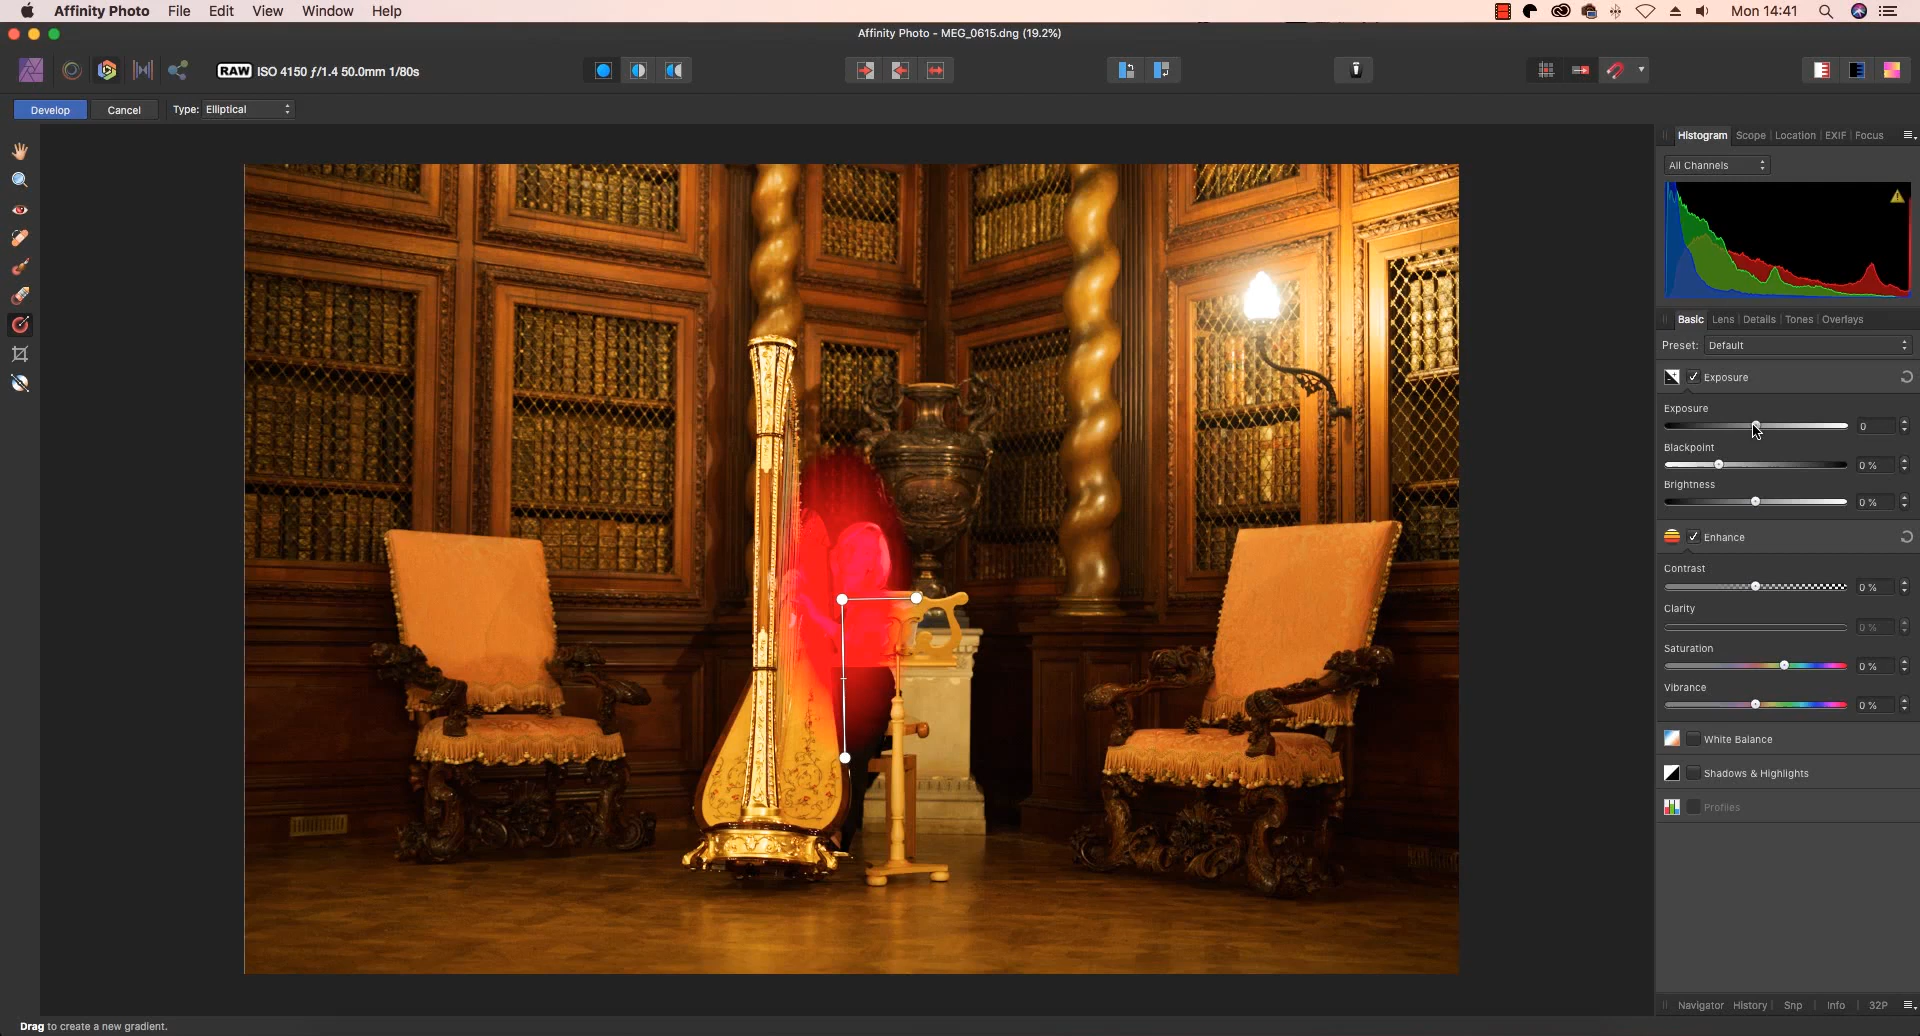 Affinity Photo File Edit View Window Help Mon 14:41
Affinity Photo - MEG_0615.dng (19.2%)
RAW ISO 4150 ƒ/1.4 50.0mm 1/80s
Develop Cancel Type: Elliptical
Histogram Scope Location EXIF Focus
All Channels
Basic Lens Details Tones Overlays
Preset: Default
Exposure
Exposure
0
Blackpoint
0 %
Brightness
0 %
Enhance
Contrast
0 %
Clarity
0 %
Saturation
0 %
Vibrance
0 %
White Balance
Shadows & Highlights
Profiles
Navigator History Snp Info 32P
Drag to create a new gradient.